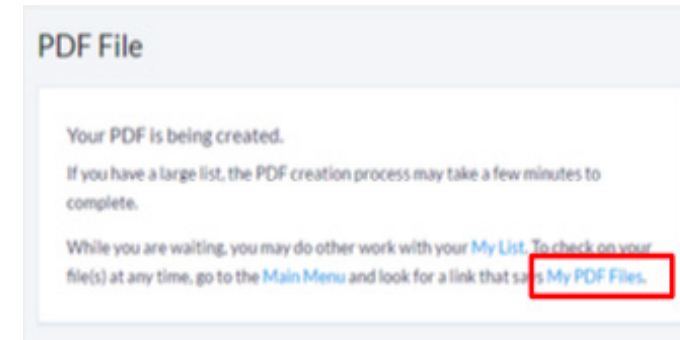 PDF File
Your PDF is being created.
If you have a large list, the PDF creation process may take a few minutes to
complete.
While you are waiting, you may do other work with your My List. To check on your
file(s) at any time, go to the Main Menu and look for a link that says My PDF Files.